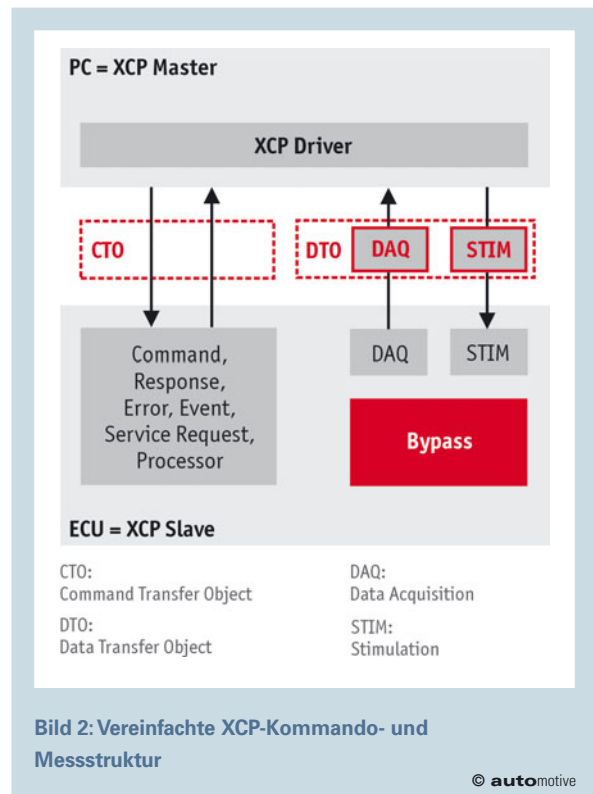 PC = XCP Master
XCP Driver
CTO
DTO
DAQ
STIM
Command,
Response,
Error, Event,
Service Request,
Processor
DAQ
STIM
Bypass
ECU = XCP Slave
CTO:
Command Transfer Object
DTO:
Data Transfer Object
DAQ:
Data Acquisition
STIM:
Stimulation
Bild 2: Vereinfachte XCP-Kommando- und
Messstruktur
© automotive